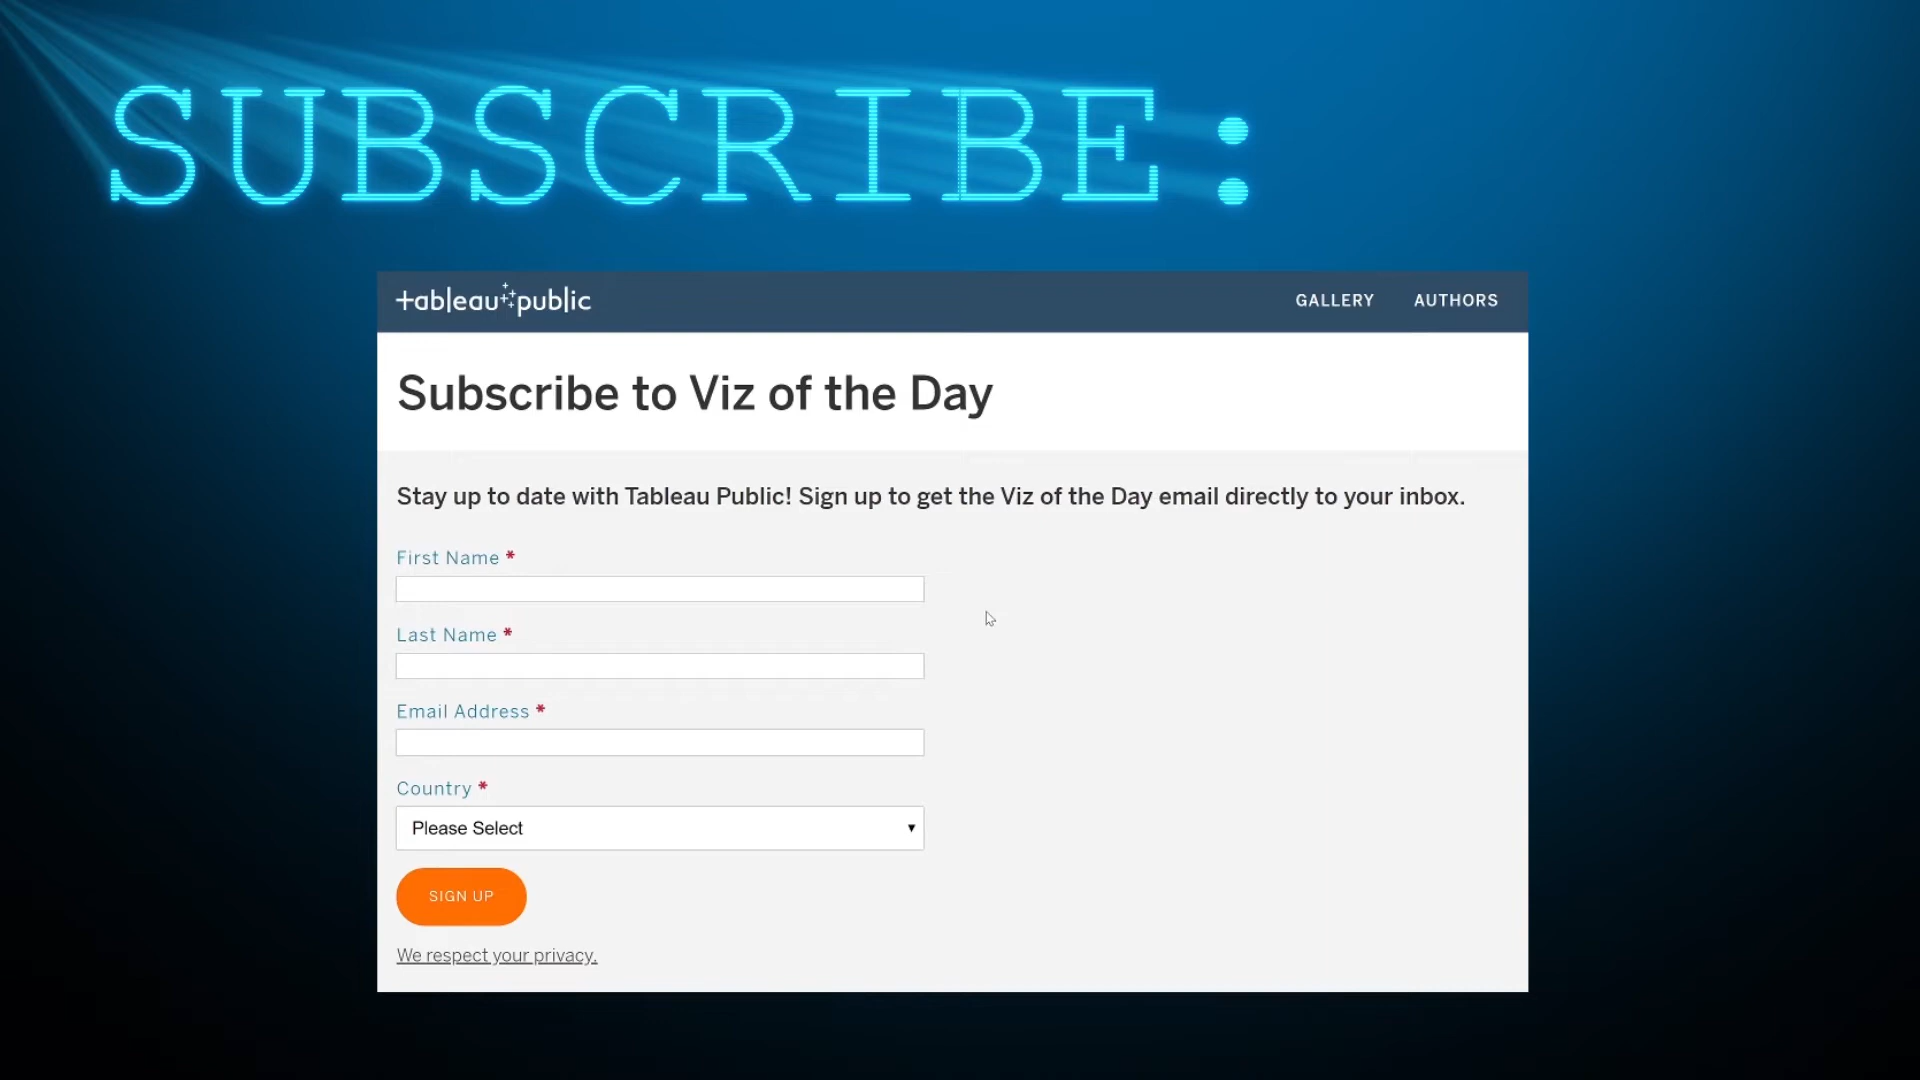 SUBSCRIBE:
tableau public
GALLERY AUTHORS
Subscribe to Viz of the Day
Stay up to date with Tableau Public! Sign up to get the Viz of the Day email directly to your inbox.
First Name *
Last Name *
Email Address *
Country *
Please Select
SIGN UP
We respect your privacy.